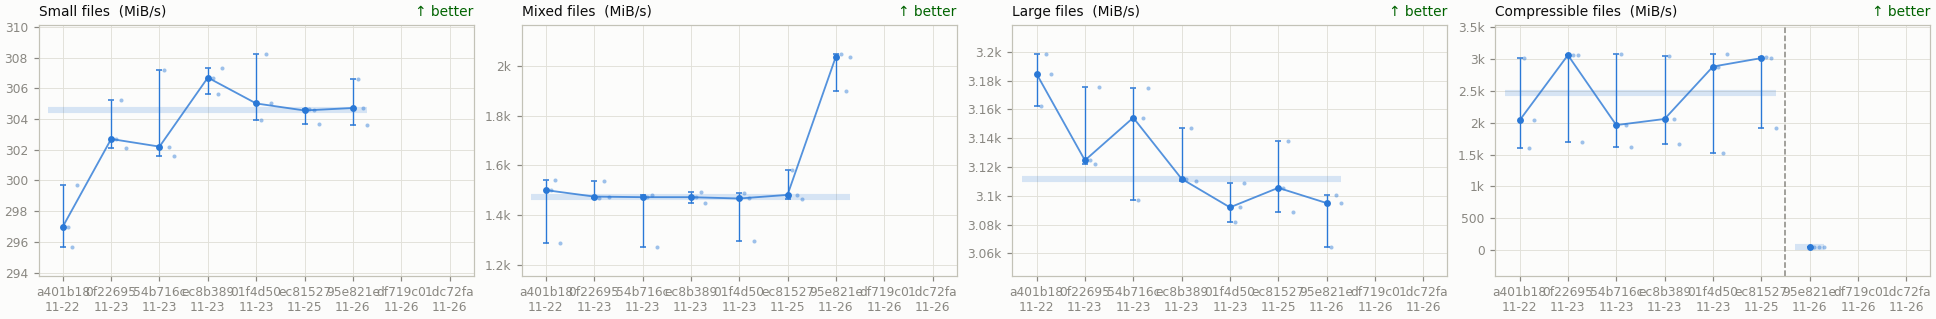 Small files (MiB/s) ↑ better
310
308
306
304
302
300
298
296
294
a401b18 0f22695 54b716c ec8b389 01f4d50 ec81527 95e821e df719c0 1dc72fa
11-22 11-23 11-23 11-23 11-23 11-25 11-26 11-26 11-26
Mixed files (MiB/s) ↑ better
2k
1.8k
1.6k
1.4k
1.2k
a401b18 0f22695 54b716c ec8b389 01f4d50 ec81527 95e821e df719c0 1dc72fa
11-22 11-23 11-23 11-23 11-23 11-25 11-26 11-26 11-26
Large files (MiB/s) ↑ better
3.2k
3.18k
3.16k
3.14k
3.12k
3.1k
3.08k
3.06k
a401b18 0f22695 54b716c ec8b389 01f4d50 ec81527 95e821e df719c0 1dc72fa
11-22 11-23 11-23 11-23 11-23 11-25 11-26 11-26 11-26
Compressible files (MiB/s) ↑ better
3.5k
3k
2.5k
2k
1.5k
1k
500
0
a401b18 0f22695 54b716c ec8b389 01f4d50 ec81527 95e821e df719c0 1dc72fa
11-22 11-23 11-23 11-23 11-23 11-25 11-26 11-26 11-26